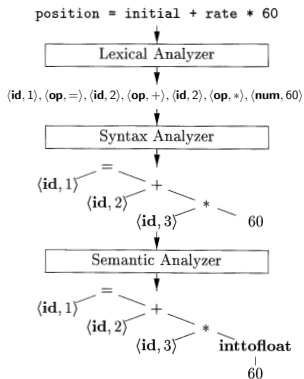 position = initial + rate * 60
Lexical Analyzer
⟨id, 1⟩, ⟨op, =⟩, ⟨id, 2⟩, ⟨op, +⟩, ⟨id, 2⟩, ⟨op, *⟩, ⟨num, 60⟩
Syntax Analyzer
=
⟨id, 1⟩
+
⟨id, 2⟩
*
⟨id, 3⟩
60
Semantic Analyzer
=
⟨id, 1⟩
+
⟨id, 2⟩
*
⟨id, 3⟩
inttofloat
60